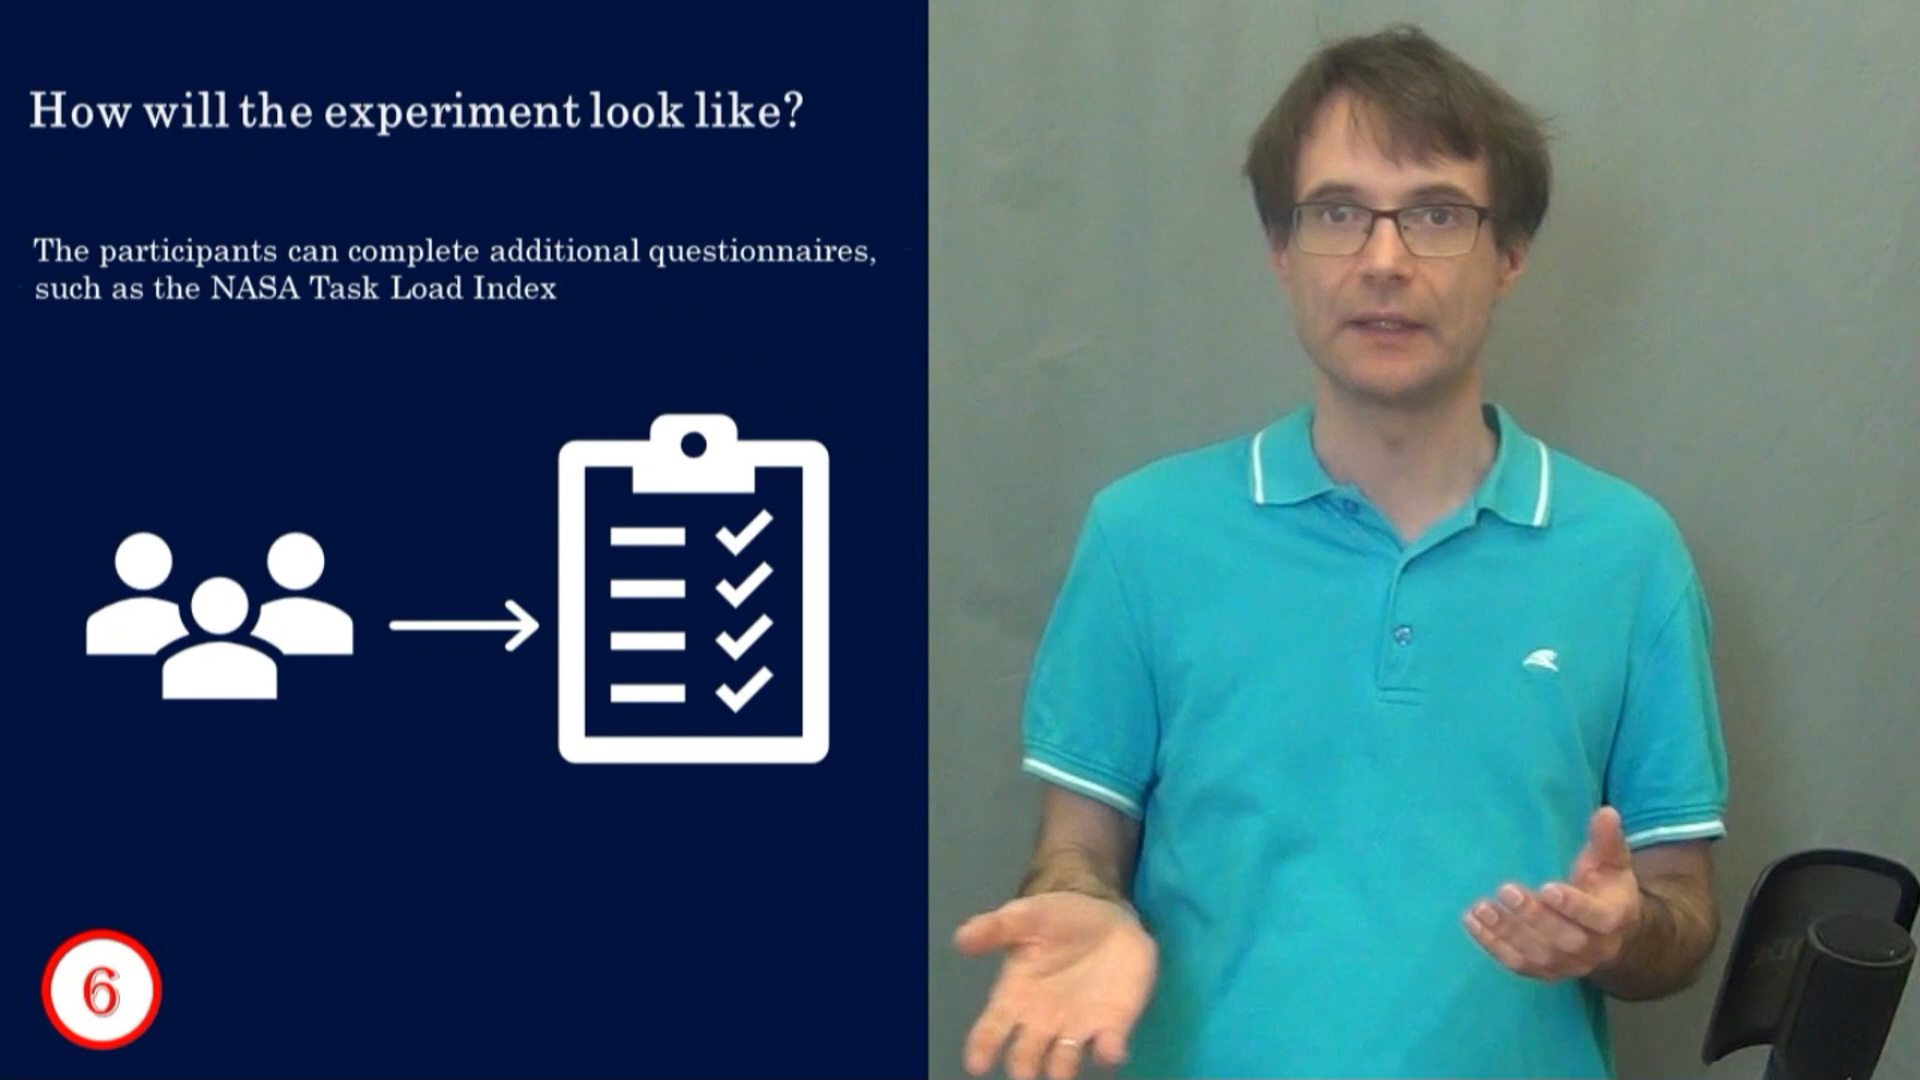 How will the experiment look like?
The participants can complete additional questionnaires,
such as the NASA Task Load Index
6